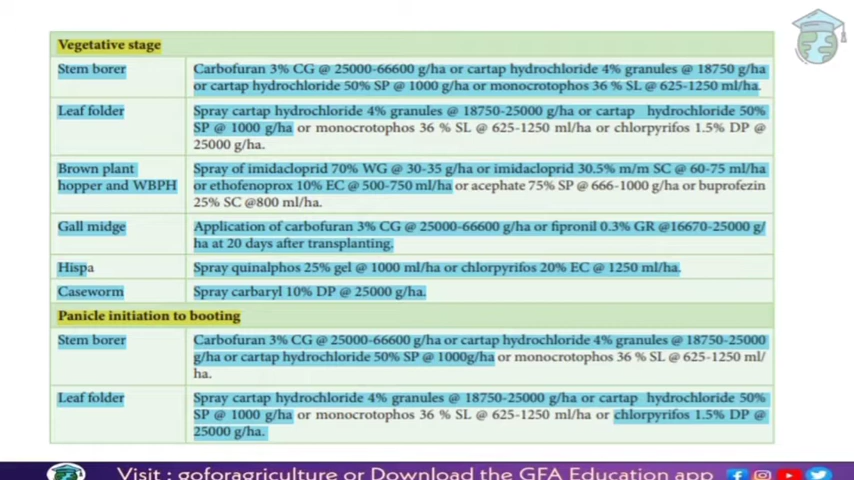 Vegetative stage
Stem borer
Carbofuran 3% CG @ 25000-66600 g/ha or cartap hydrochloride 4% granules @ 18750 g/ha
or cartap hydrochloride 50% SP @ 1000 g/ha or monocrotophos 36 % SL @ 625-1250 ml/ha.
Leaf folder
Spray cartap hydrochloride 4% granules @ 18750-25000 g/ha or cartap hydrochloride 50%
SP @ 1000 g/ha or monocrotophos 36 % SL @ 625-1250 ml/ha or chlorpyrifos 1.5% DP @
25000 g/ha.
Brown plant
hopper and WBPH
Spray of imidacloprid 70% WG @ 30-35 g/ha or imidacloprid 30.5% m/m SC @ 60-75 ml/ha
or ethofenoprox 10% EC @ 500-750 ml/ha or acephate 75% SP @ 666-1000 g/ha or buprofezin
25% SC @800 ml/ha.
Gall midge
Application of carbofuran 3% CG @ 25000-66600 g/ha or fipronil 0.3% GR @16670-25000 g/
ha at 20 days after transplanting.
Hispa
Spray quinalphos 25% gel @ 1000 ml/ha or chlorpyrifos 20% EC @ 1250 ml/ha.
Caseworm
Spray carbaryl 10% DP @ 25000 g/ha.
Panicle initiation to booting
Stem borer
Carbofuran 3% CG @ 25000-66600 g/ha or cartap hydrochloride 4% granules @ 18750-25000
g/ha or cartap hydrochloride 50% SP @ 1000g/ha or monocrotophos 36 % SL @ 625-1250 ml/
ha.
Leaf folder
Spray cartap hydrochloride 4% granules @ 18750-25000 g/ha or cartap hydrochloride 50%
SP @ 1000 g/ha or monocrotophos 36 % SL @ 625-1250 ml/ha or chlorpyrifos 1.5% DP @
25000 g/ha.
Visit : goforagriculture or Download the GFA Education app